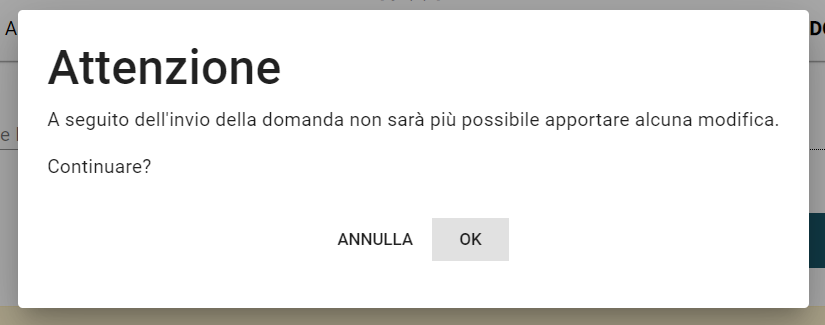 Attenzione
A seguito dell'invio della domanda non sarà più possibile apportare alcuna modifica.
Continuare?
ANNULLA OK